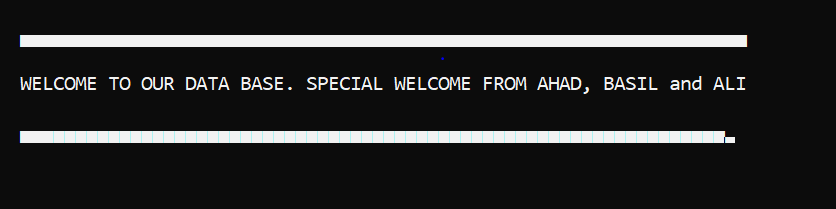 WELCOME TO OUR DATA BASE. SPECIAL WELCOME FROM AHAD, BASIL and ALI